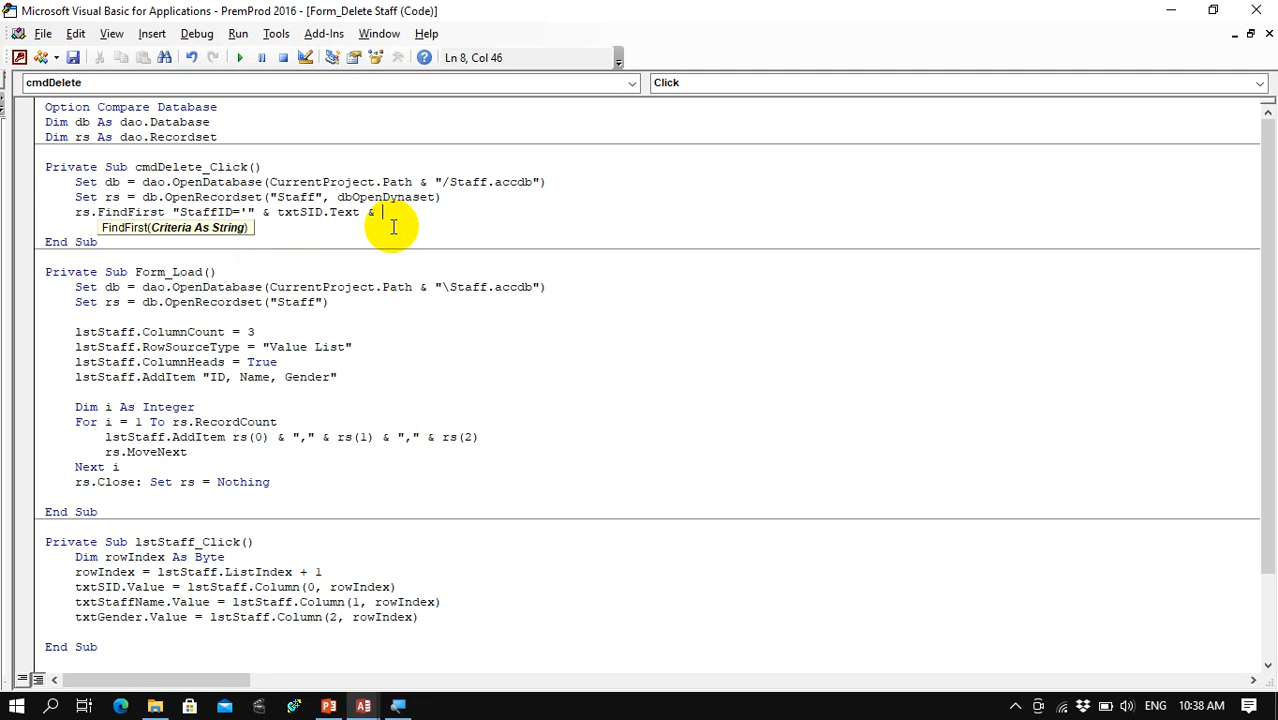 Microsoft Visual Basic for Applications - PremProd 2016 - [Form_Delete Staff (Code)]
File Edit View Insert Format Debug Run Tools Add-Ins Window Help
Ln 8, Col 46
cmdDelete Click
Option Compare Database
Dim db As dao.Database
Dim rs As dao.Recordset
Private Sub cmdDelete_Click()
Set db = dao.OpenDatabase(CurrentProject.Path & "/Staff.accdb")
Set rs = db.OpenRecordset("Staff", dbOpenDynaset)
rs.FindFirst "StaffID='" & txtSID.Text &
FindFirst(Criteria As String)
End Sub
Private Sub Form_Load()
Set db = dao.OpenDatabase(CurrentProject.Path & "\Staff.accdb")
Set rs = db.OpenRecordset("Staff")
lstStaff.ColumnCount = 3
lstStaff.RowSourceType = "Value List"
lstStaff.ColumnHeads = True
lstStaff.AddItem "ID, Name, Gender"
Dim i As Integer
For i = 1 To rs.RecordCount
lstStaff.AddItem rs(0) & "," & rs(1) & "," & rs(2)
rs.MoveNext
Next i
rs.Close: Set rs = Nothing
End Sub
Private Sub lstStaff_Click()
Dim rowIndex As Byte
rowIndex = lstStaff.ListIndex + 1
txtSID.Value = lstStaff.Column(0, rowIndex)
txtStaffName.Value = lstStaff.Column(1, rowIndex)
txtGender.Value = lstStaff.Column(2, rowIndex)
End Sub
ENG 10:38 AM